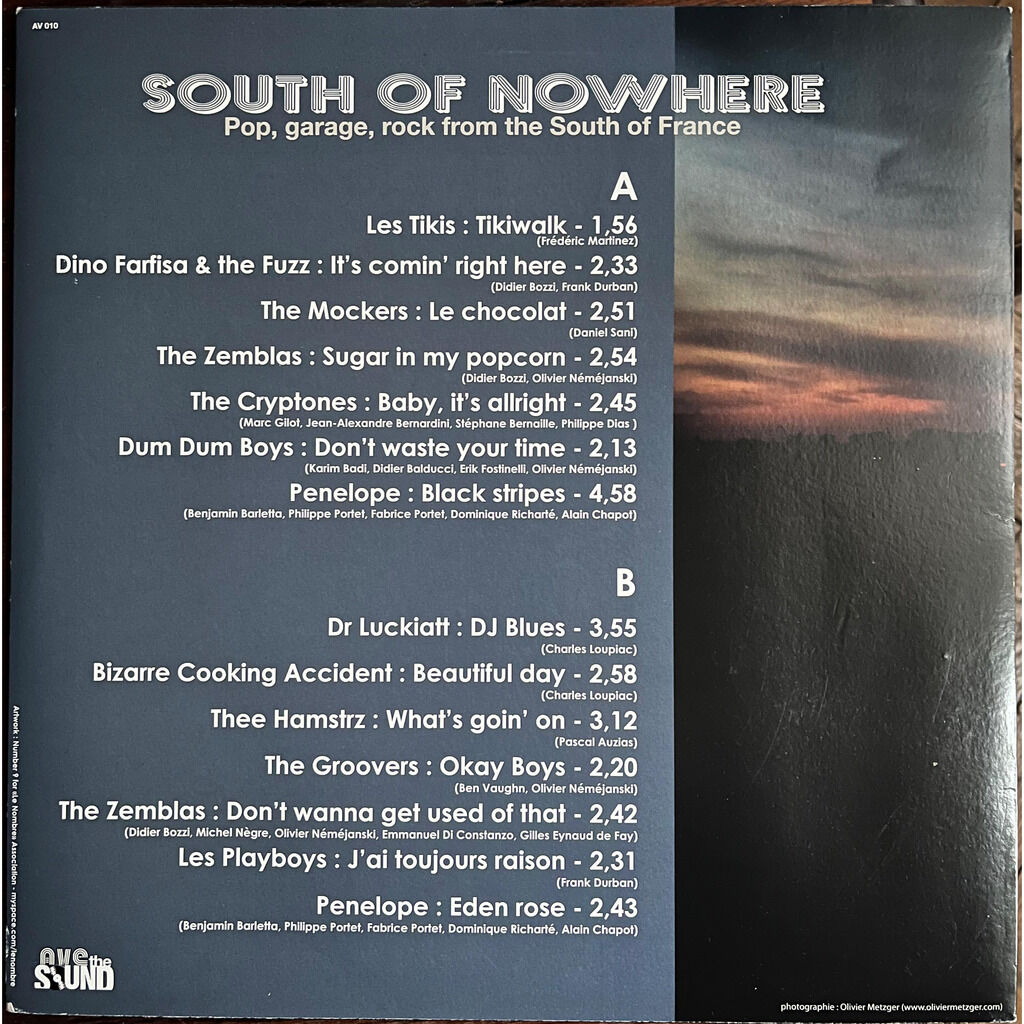 AV 010
SOUTH OF NOWHERE
Pop, garage, rock from the South of France
A
Les Tikis : Tikiwalk - 1,56
(Frédéric Martinez)
Dino Farfisa & the Fuzz : It's comin' right here - 2,33
(Didier Bozzi, Frank Durban)
The Mockers : Le chocolat - 2,51
(Daniel Sani)
The Zemblas : Sugar in my popcorn - 2,54
(Didier Bozzi, Olivier Néméjanski)
The Cryptones : Baby, it's allright - 2,45
(Marc Gilot, Jean-Alexandre Bernardini, Stéphane Bernaille, Philippe Dias )
Dum Dum Boys : Don't waste your time - 2,13
(Karim Badi, Didier Balducci, Erik Fostinelli, Olivier Néméjanski)
Penelope : Black stripes - 4,58
(Benjamin Barletta, Philippe Portet, Fabrice Portet, Dominique Richarté, Alain Chapot)
B
Dr Luckiatt : DJ Blues - 3,55
(Charles Loupiac)
Bizarre Cooking Accident : Beautiful day - 2,58
(Charles Loupiac)
Thee Hamstrz : What's goin' on - 3,12
(Pascal Auzias)
The Groovers : Okay Boys - 2,20
(Ben Vaughn, Olivier Néméjanski)
The Zemblas : Don't wanna get used of that - 2,42
(Didier Bozzi, Michel Nègre, Olivier Néméjanski, Emmanuel Di Constanzo, Gilles Eynaud de Fay)
Les Playboys : J'ai toujours raison - 2,31
(Frank Durban)
Penelope : Eden rose - 2,43
(Benjamin Barletta, Philippe Portet, Fabrice Portet, Dominique Richarté, Alain Chapot)
Artwork : Number 9 for «Le Nombre» Association - myspace.com/lenombre
ave the
SOUND
photographie : Olivier Metzger (www.oliviermetzger.com)